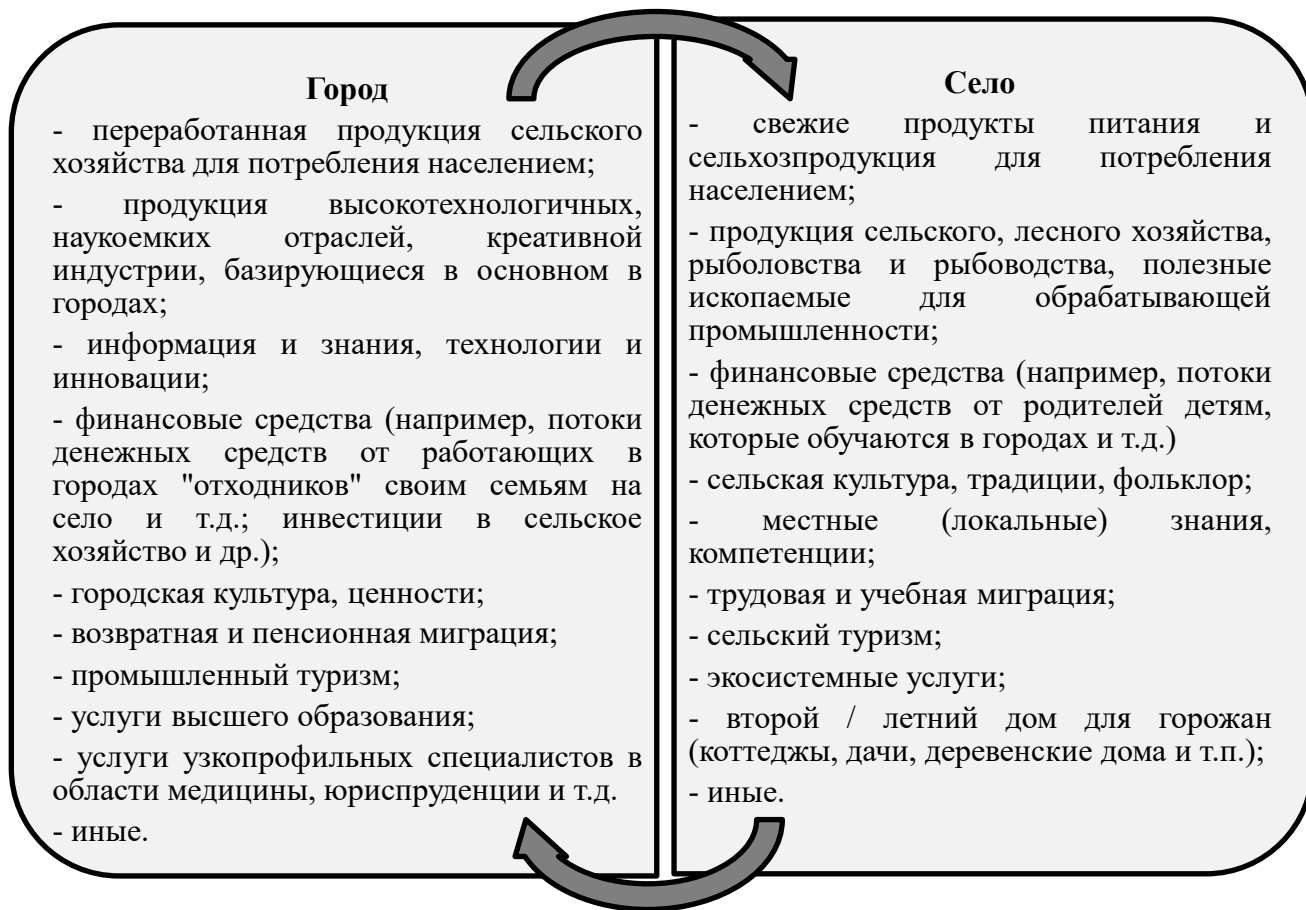 Город
- переработанная продукция сельского
хозяйства для потребления населением;
- продукция высокотехнологичных,
наукоемких отраслей, креативной
индустрии, базирующиеся в основном в
городах;
- информация и знания, технологии и
инновации;
- финансовые средства (например, потоки
денежных средств от работающих в
городах "отходников" своим семьям на
село и т.д.; инвестиции в сельское
хозяйство и др.);
- городская культура, ценности;
- возвратная и пенсионная миграция;
- промышленный туризм;
- услуги высшего образования;
- услуги узкопрофильных специалистов в
области медицины, юриспруденции и т.д.
- иные.
Село
- свежие продукты питания и
сельхозпродукция для потребления
населением;
- продукция сельского, лесного хозяйства,
рыболовства и рыбоводства, полезные
ископаемые для обрабатывающей
промышленности;
- финансовые средства (например, потоки
денежных средств от родителей детям,
которые обучаются в городах и т.д.)
- сельская культура, традиции, фольклор;
- местные (локальные) знания,
компетенции;
- трудовая и учебная миграция;
- сельский туризм;
- экосистемные услуги;
- второй / летний дом для горожан
(коттеджы, дачи, деревенские дома и т.п.);
- иные.